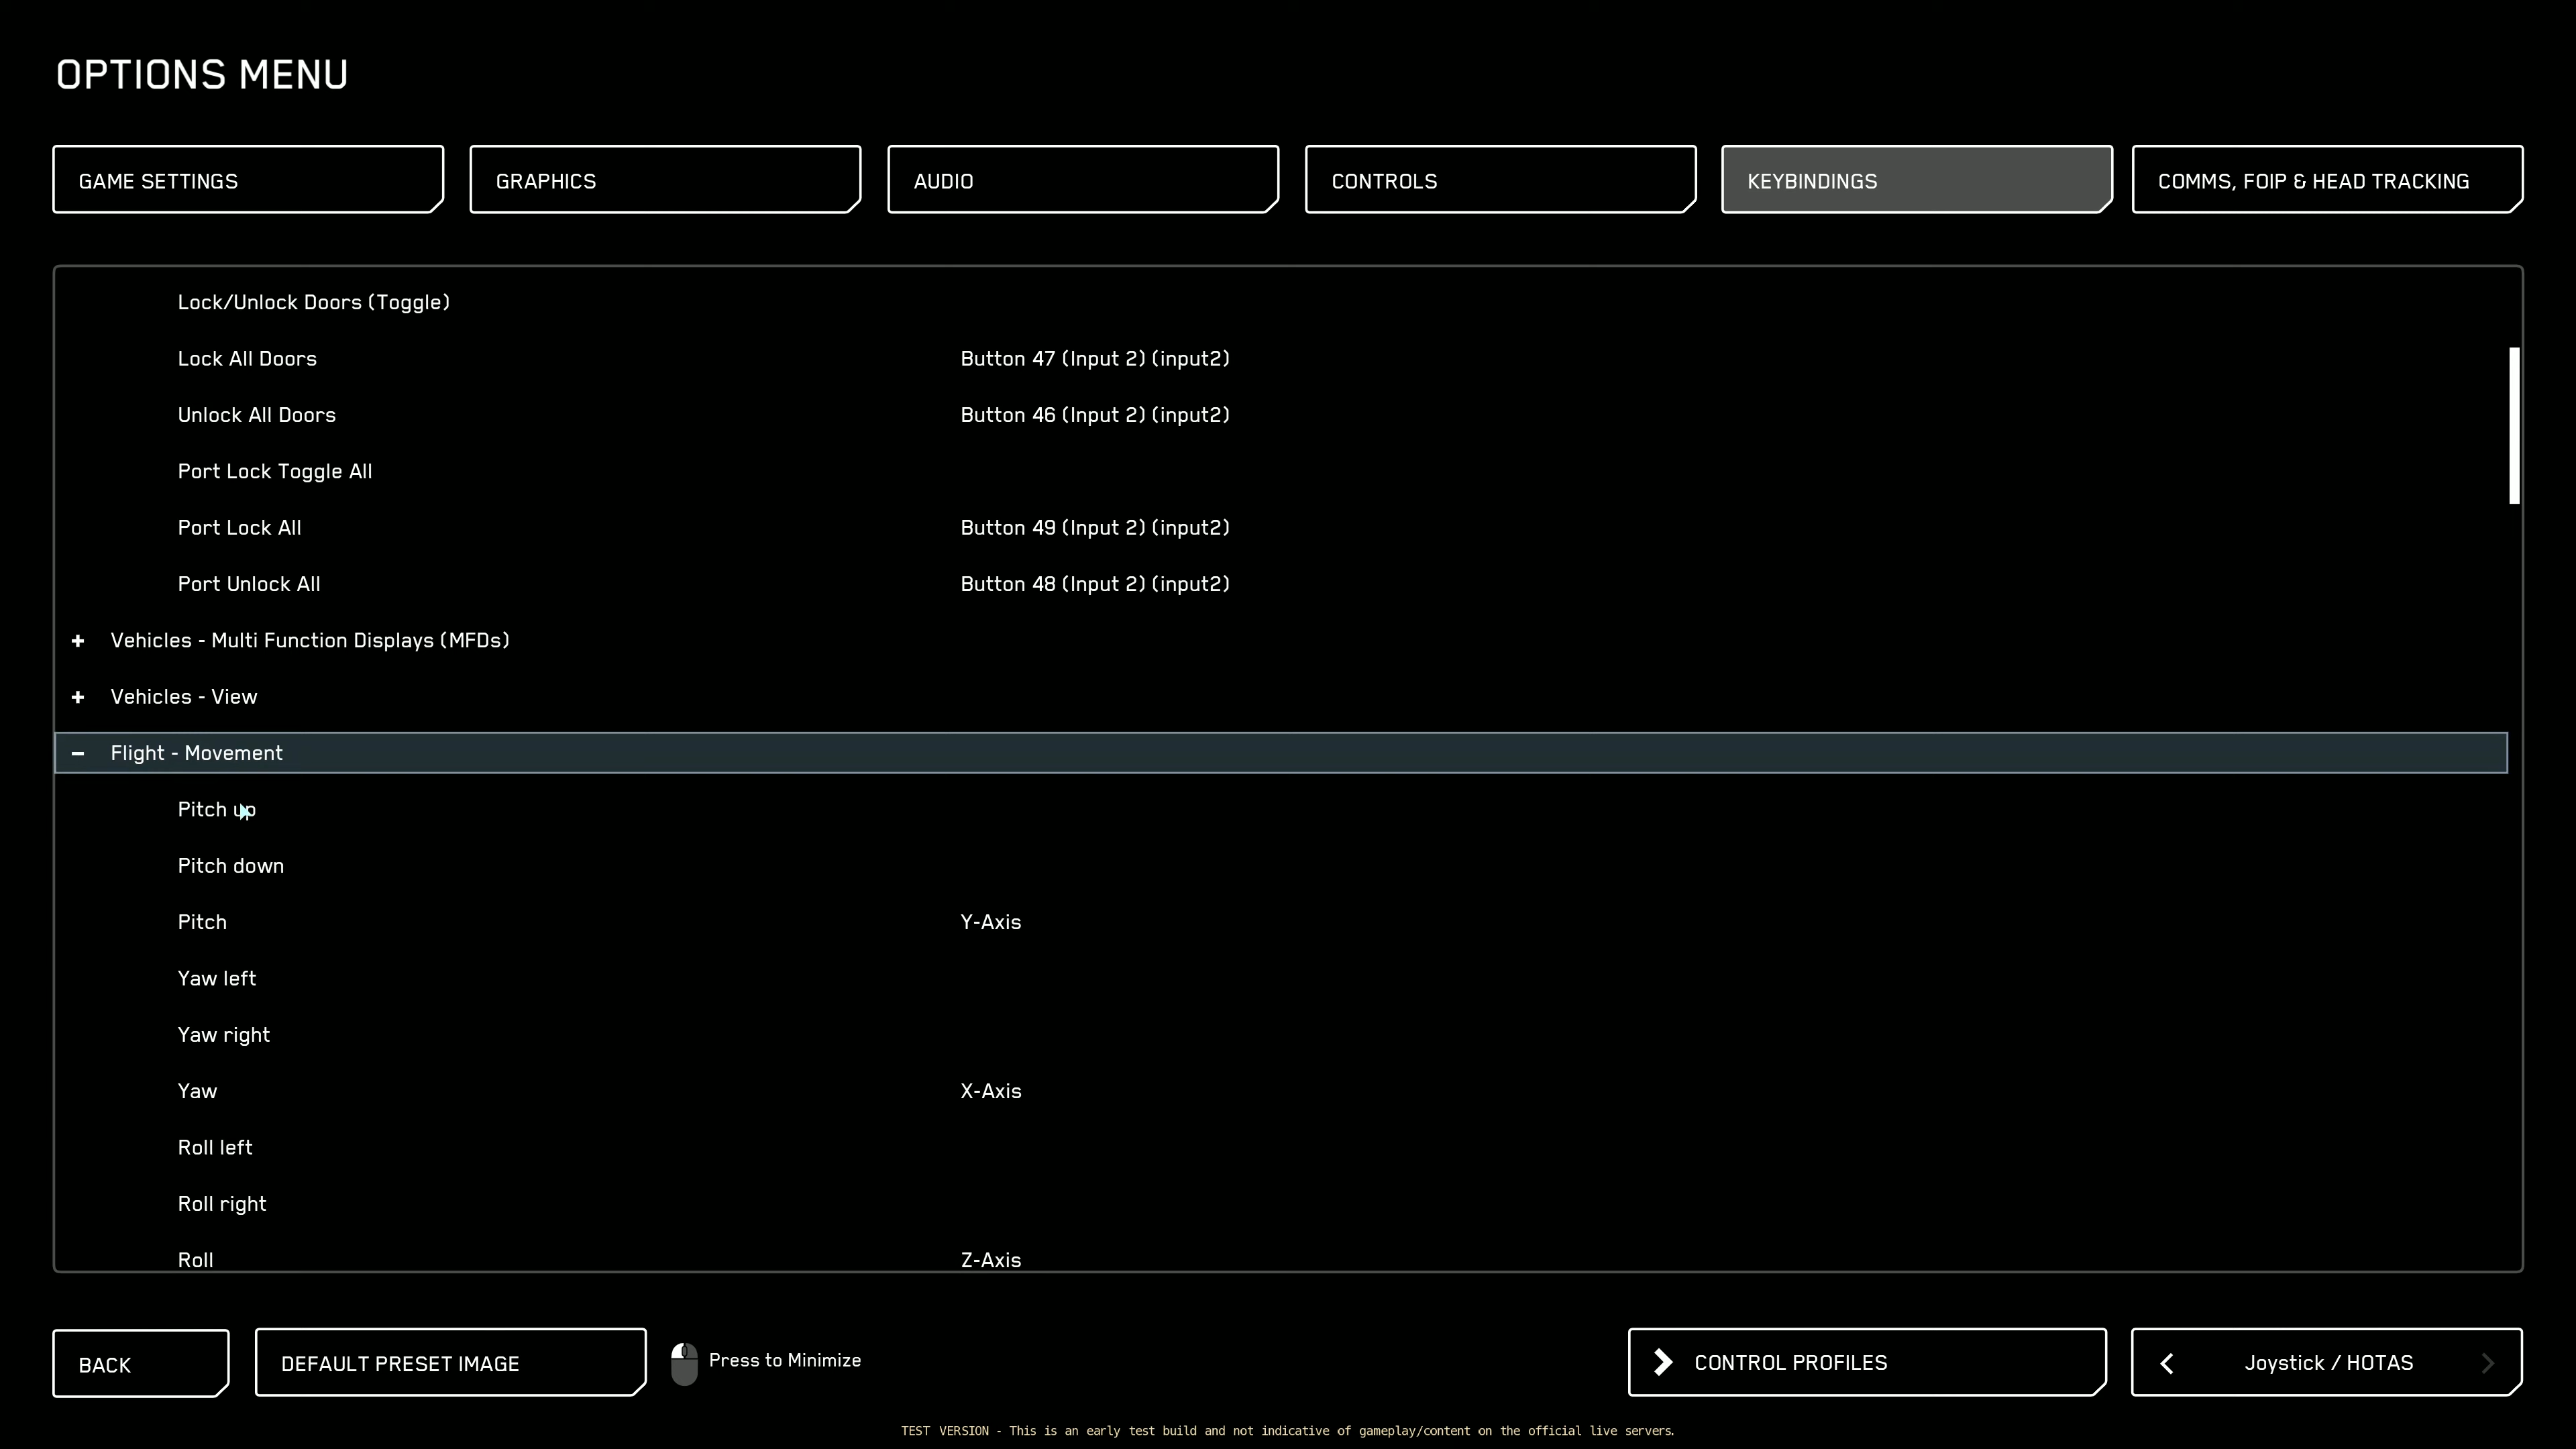 OPTIONS MENU
GAME SETTINGS
GRAPHICS
AUDIO
CONTROLS
KEYBINDINGS
COMMS, FOIP & HEAD TRACKING
Lock/Unlock Doors (Toggle)
Lock All Doors Button 47 (Input 2) (input2)
Unlock All Doors Button 46 (Input 2) (input2)
Port Lock Toggle All
Port Lock All Button 49 (Input 2) (input2)
Port Unlock All Button 48 (Input 2) (input2)
+ Vehicles - Multi Function Displays (MFDs)
+ Vehicles - View
- Flight - Movement
Pitch up
Pitch down
Pitch Y-Axis
Yaw left
Yaw right
Yaw X-Axis
Roll left
Roll right
Roll Z-Axis
BACK
DEFAULT PRESET IMAGE
Press to Minimize
CONTROL PROFILES
Joystick / HOTAS
TEST VERSION - This is an early test build and not indicative of gameplay/content on the official live servers.